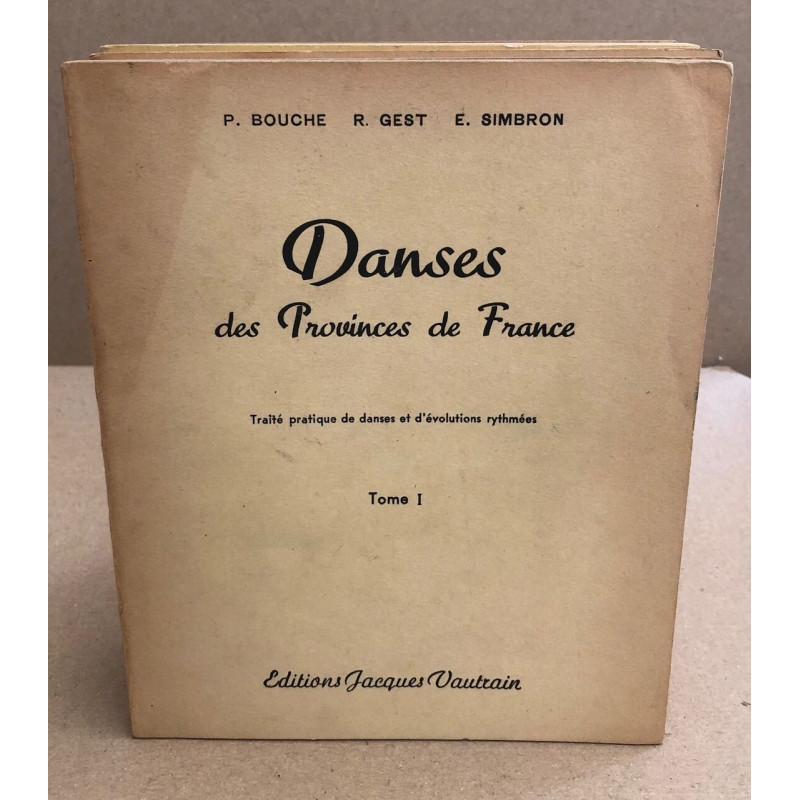 P. BOUCHE R. GEST E. SIMBRON
Danses
des Provinces de France
Traité pratique de danses et d'évolutions rythmées
Tome I
Editions Jacques Vautrain